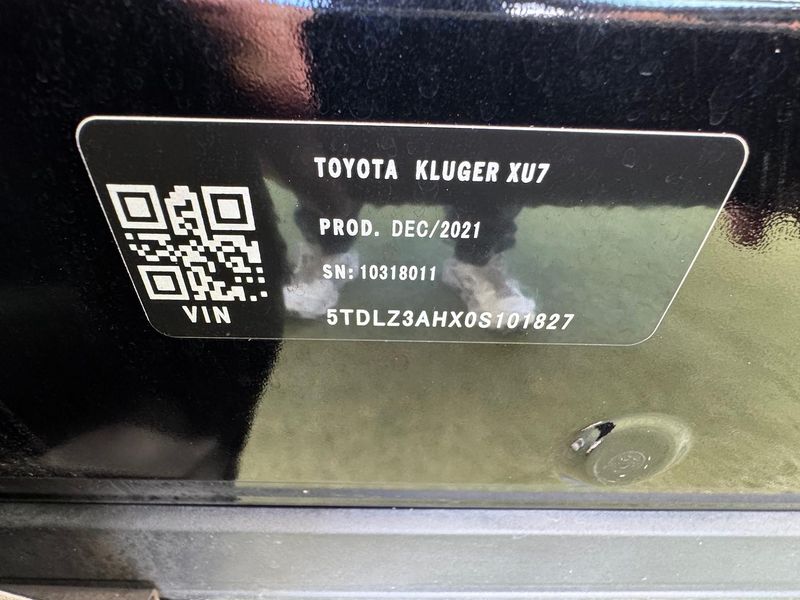 TOYOTA KLUGER XU7
PROD. DEC/2021
SN: 10318011
VIN
5TDLZ3AHX0S101827